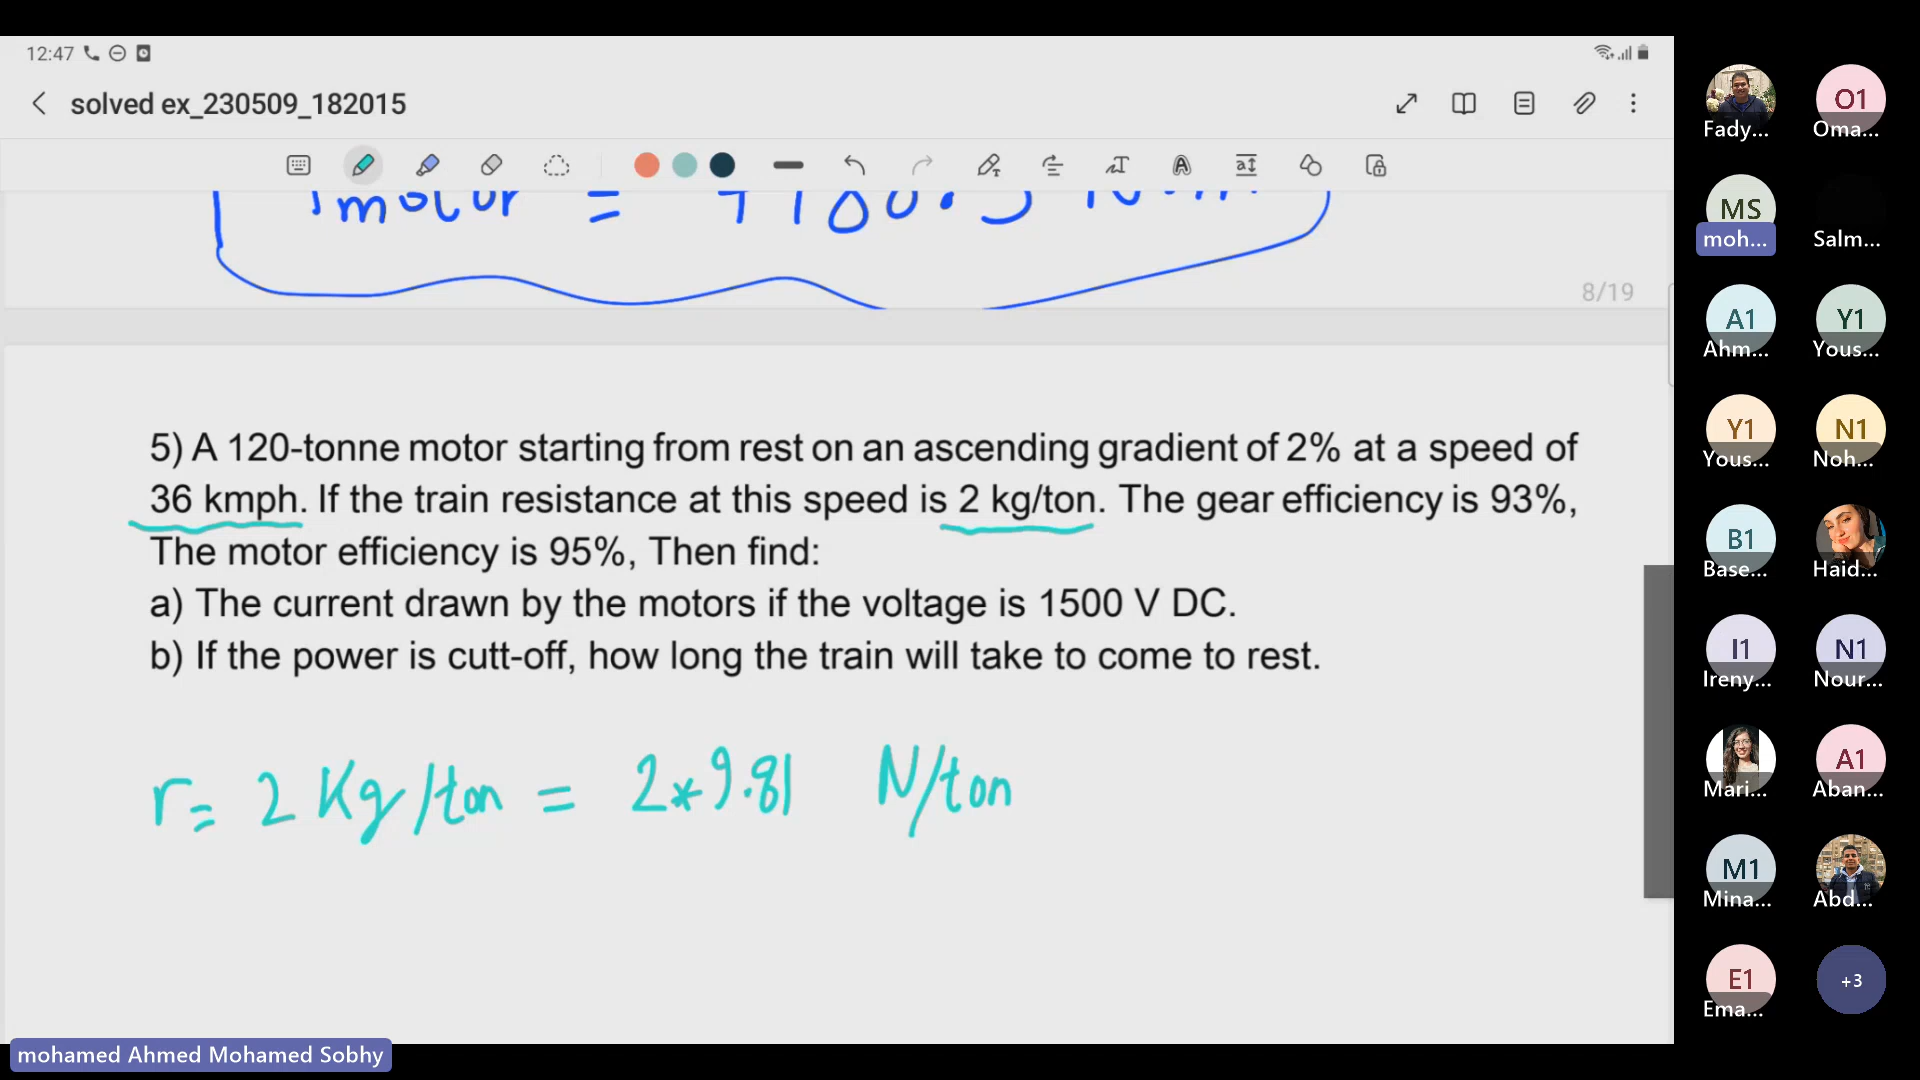 12:47
solved ex_230509_182015
8/19
5) A 120-tonne motor starting from rest on an ascending gradient of 2% at a speed of
36 kmph. If the train resistance at this speed is 2 kg/ton. The gear efficiency is 93%,
The motor efficiency is 95%, Then find:
a) The current drawn by the motors if the voltage is 1500 V DC.
b) If the power is cutt-off, how long the train will take to come to rest.
r= 2 Kg/ton = 2*9.81 N/ton
mohamed Ahmed Mohamed Sobhy
Fady...
O1
Oma...
MS
moh...
Salm...
A1
Ahm...
Y1
Yous...
Y1
Yous...
N1
Noh...
B1
Base...
Haid...
I1
Ireny...
N1
Nour...
Mari...
A1
Aban...
M1
Mina...
Abd...
E1
Ema...
+3